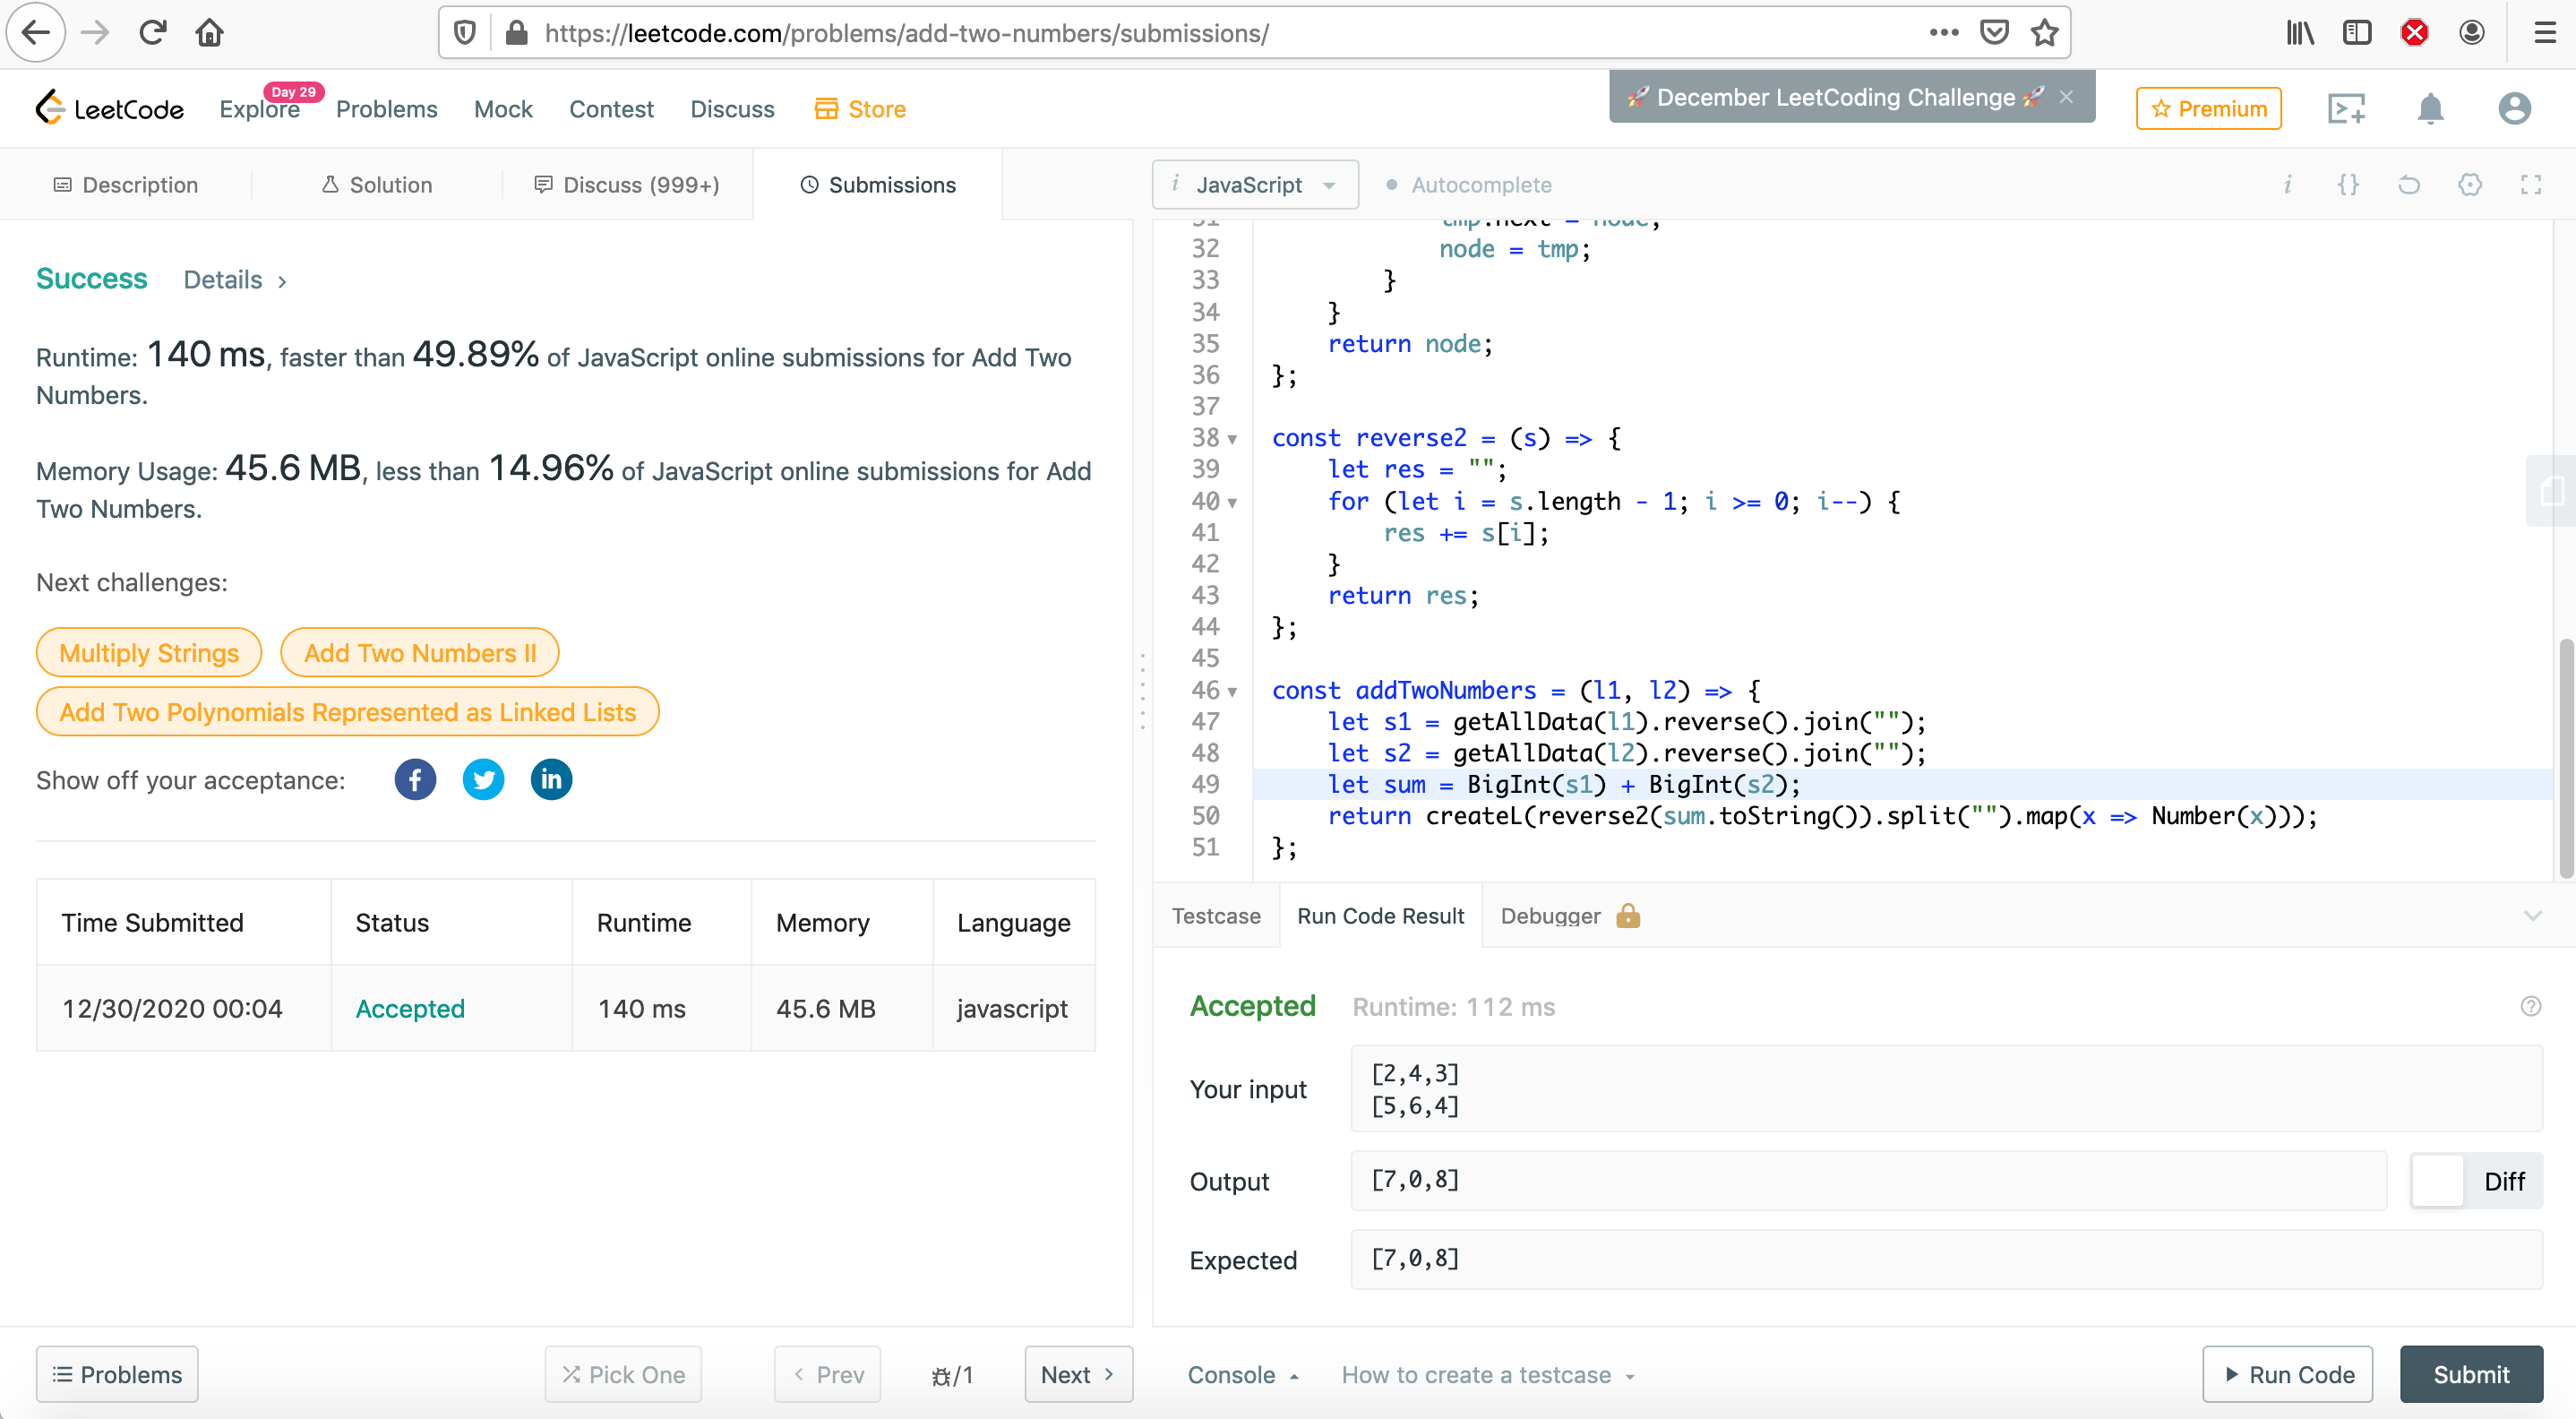 https://leetcode.com/problems/add-two-numbers/submissions/
LeetCode
Explore
Day 29
Problems
Mock
Contest
Discuss
Store
🚀 December LeetCoding Challenge 🚀
Premium
Description
Solution
Discuss (999+)
Submissions
i JavaScript
Autocomplete
Success
Details
Runtime: 140 ms, faster than 49.89% of JavaScript online submissions for Add Two
Numbers.
Memory Usage: 45.6 MB, less than 14.96% of JavaScript online submissions for Add
Two Numbers.
Next challenges:
Multiply Strings
Add Two Numbers II
Add Two Polynomials Represented as Linked Lists
Show off your acceptance:
Time Submitted Status Runtime Memory Language
12/30/2020 00:04 Accepted 140 ms 45.6 MB javascript
31 tmp.next = node;
32 node = tmp;
33 }
34 }
35 return node;
36 };
37
38 const reverse2 = (s) => {
39 let res = "";
40 for (let i = s.length - 1; i >= 0; i--) {
41 res += s[i];
42 }
43 return res;
44 };
45
46 const addTwoNumbers = (l1, l2) => {
47 let s1 = getAllData(l1).reverse().join("");
48 let s2 = getAllData(l2).reverse().join("");
49 let sum = BigInt(s1) + BigInt(s2);
50 return createL(reverse2(sum.toString()).split("").map(x => Number(x)));
51 };
Testcase
Run Code Result
Debugger
Accepted
Runtime: 112 ms
Your input
[2,4,3]
[5,6,4]
Output
[7,0,8]
Diff
Expected
[7,0,8]
Problems
Pick One
Prev
/1
Next
Console
How to create a testcase
Run Code
Submit